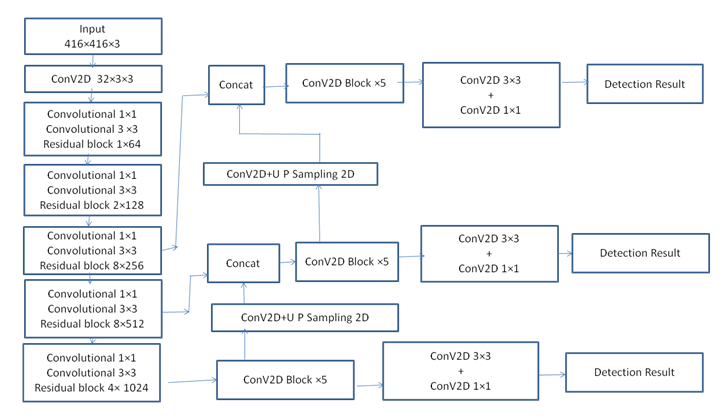 Input
416×416×3
ConV2D 32×3×3
Convolutional 1×1
Convolutional 3 ×3
Residual block 1×64
Convolutional 1×1
Convolutional 3×3
Residual block 2×128
Convolutional 1×1
Convolutional 3×3
Residual block 8×256
Convolutional 1×1
Convolutional 3×3
Residual block 8×512
Convolutional 1×1
Convolutional 3×3
Residual block 4× 1024
Concat
ConV2D Block ×5
ConV2D 3×3
+
ConV2D 1×1
Detection Result
ConV2D+U P Sampling 2D
Concat
ConV2D Block ×5
ConV2D 3×3
+
ConV2D 1×1
Detection Result
ConV2D+U P Sampling 2D
ConV2D Block ×5
ConV2D 3×3
+
ConV2D 1×1
Detection Result